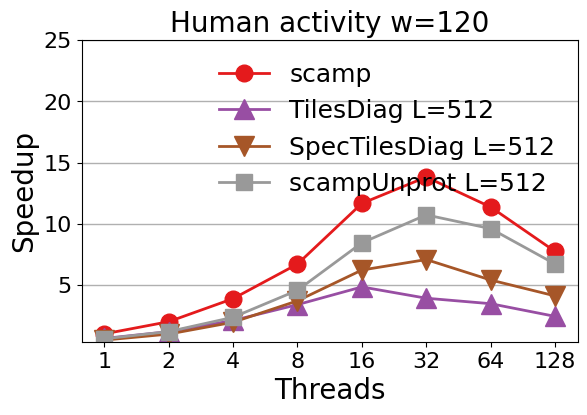 Human activity w=120
25
20
15
10
5
Speedup
scamp
TilesDiag L=512
SpecTilesDiag L=512
scampUnprot L=512
1 2 4 8 16 32 64 128
Threads